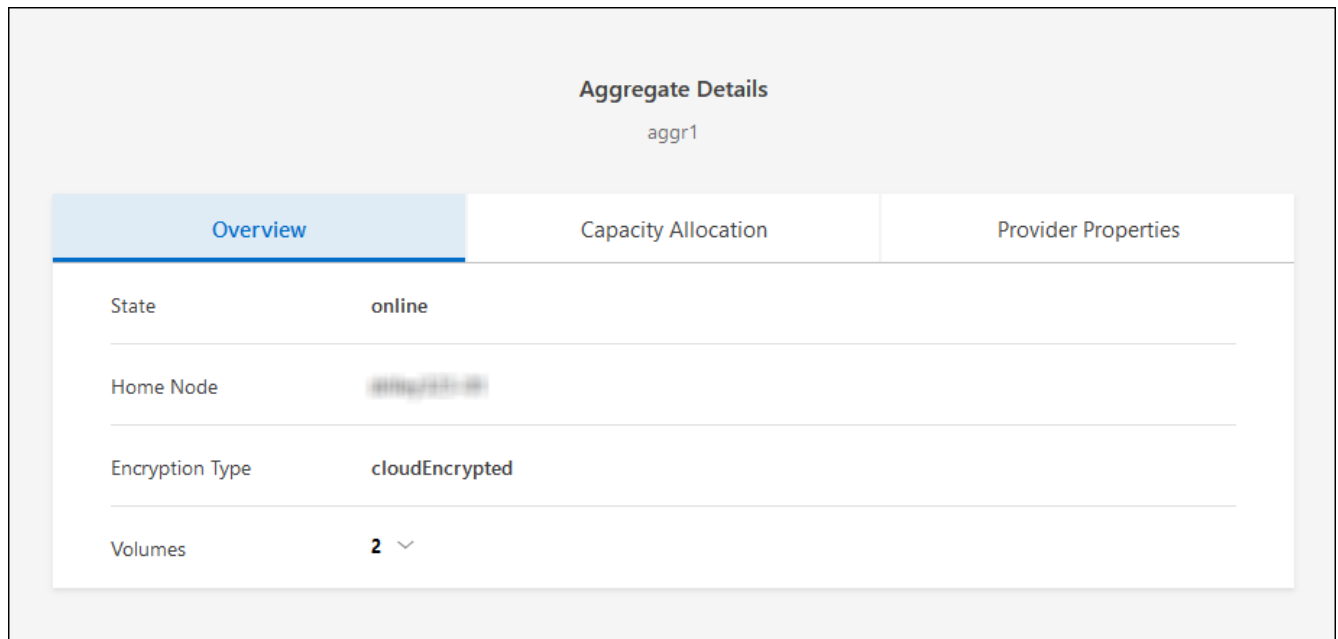 Aggregate Details
aggr1
Overview Capacity Allocation Provider Properties
State online
Home Node
Encryption Type cloudEncrypted
Volumes 2